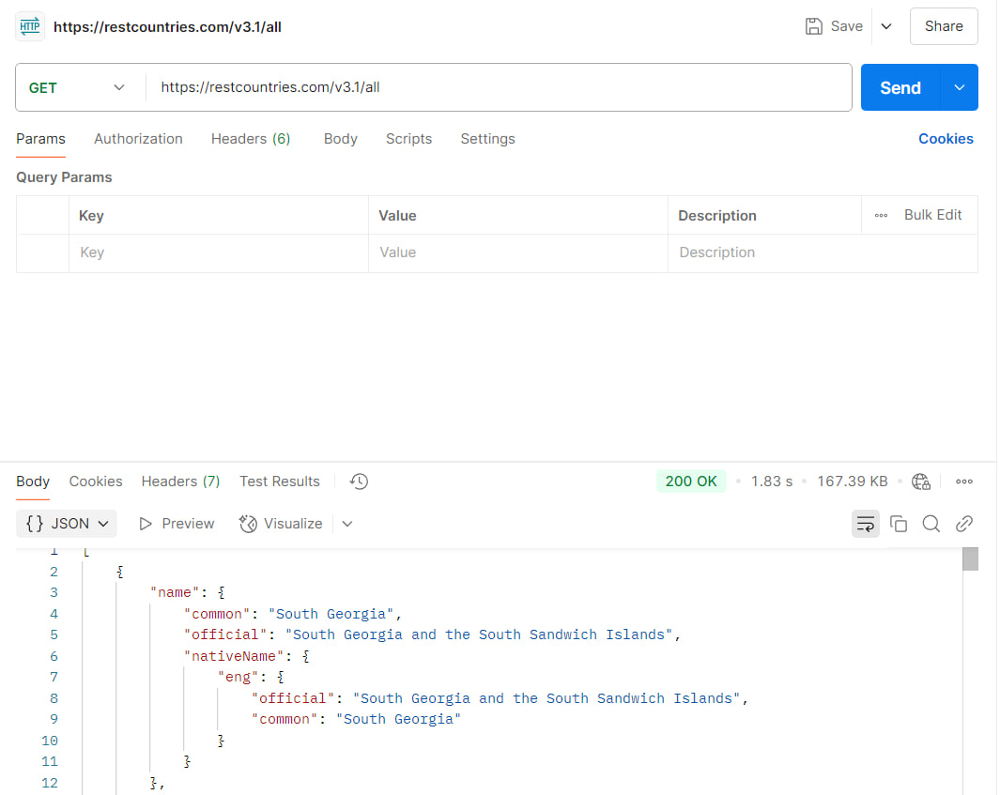 HTTP https://restcountries.com/v3.1/all Save Share
GET https://restcountries.com/v3.1/all Send
Params Authorization Headers (6) Body Scripts Settings Cookies
Query Params
Key Value Description Bulk Edit
Key Value Description
Body Cookies Headers (7) Test Results 200 OK 1.83 s 167.39 KB
{} JSON Preview Visualize
1 [
2 {
3 "name": {
4 "common": "South Georgia",
5 "official": "South Georgia and the South Sandwich Islands",
6 "nativeName": {
7 "eng": {
8 "official": "South Georgia and the South Sandwich Islands",
9 "common": "South Georgia"
10 }
11 }
12 },